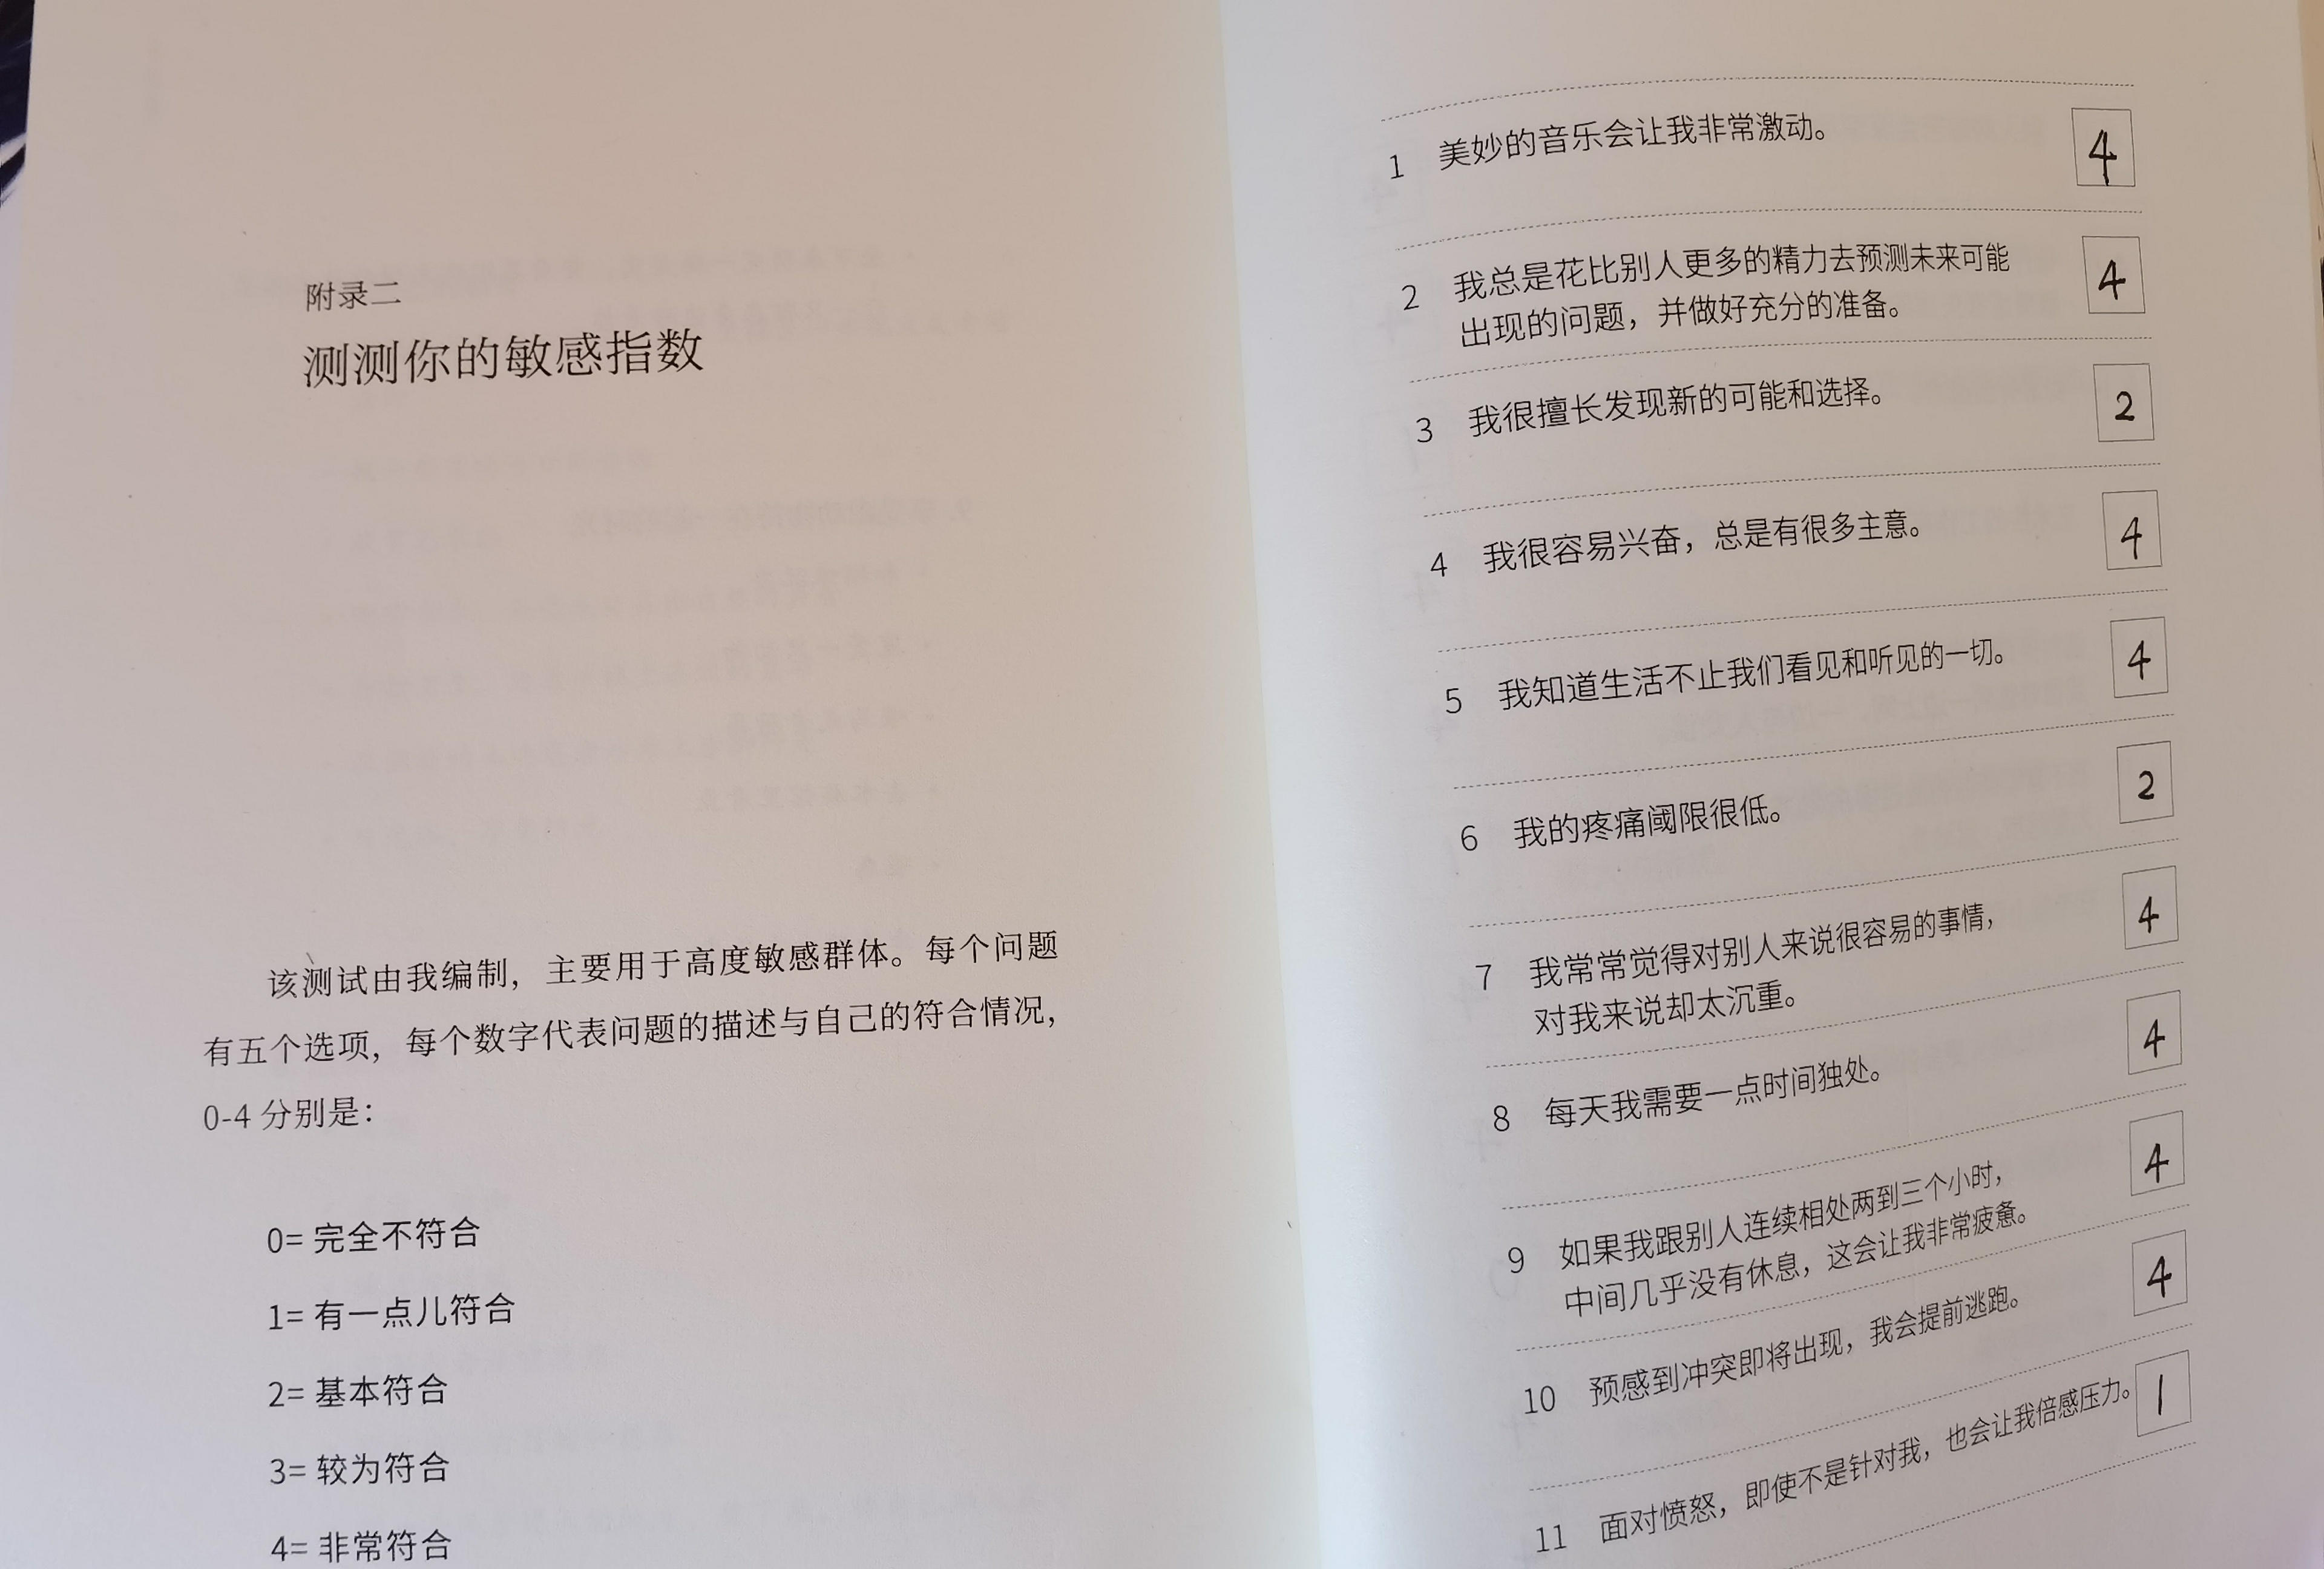 附录二
测测你的敏感指数
该测试由我编制，主要用于高度敏感群体。每个问题
有五个选项，每个数字代表问题的描述与自己的符合情况，
0-4 分别是：
0= 完全不符合
1= 有一点儿符合
2= 基本符合
3= 较为符合
4= 非常符合
1 美妙的音乐会让我非常激动。 4
2 我总是花比别人更多的精力去预测未来可能 4
出现的问题，并做好充分的准备。
3 我很擅长发现新的可能和选择。 2
4 我很容易兴奋，总是有很多主意。 4
5 我知道生活不止我们看见和听见的一切。 4
6 我的疼痛阈限很低。 2
7 我常常觉得对别人来说很容易的事情， 4
对我来说却太沉重。
8 每天我需要一点时间独处。 4
9 如果我跟别人连续相处两到三个小时， 4
中间几乎没有休息，这会让我非常疲惫。
10 预感到冲突即将出现，我会提前逃跑。 4
11 面对愤怒，即使不是针对我，也会让我倍感压力。 1